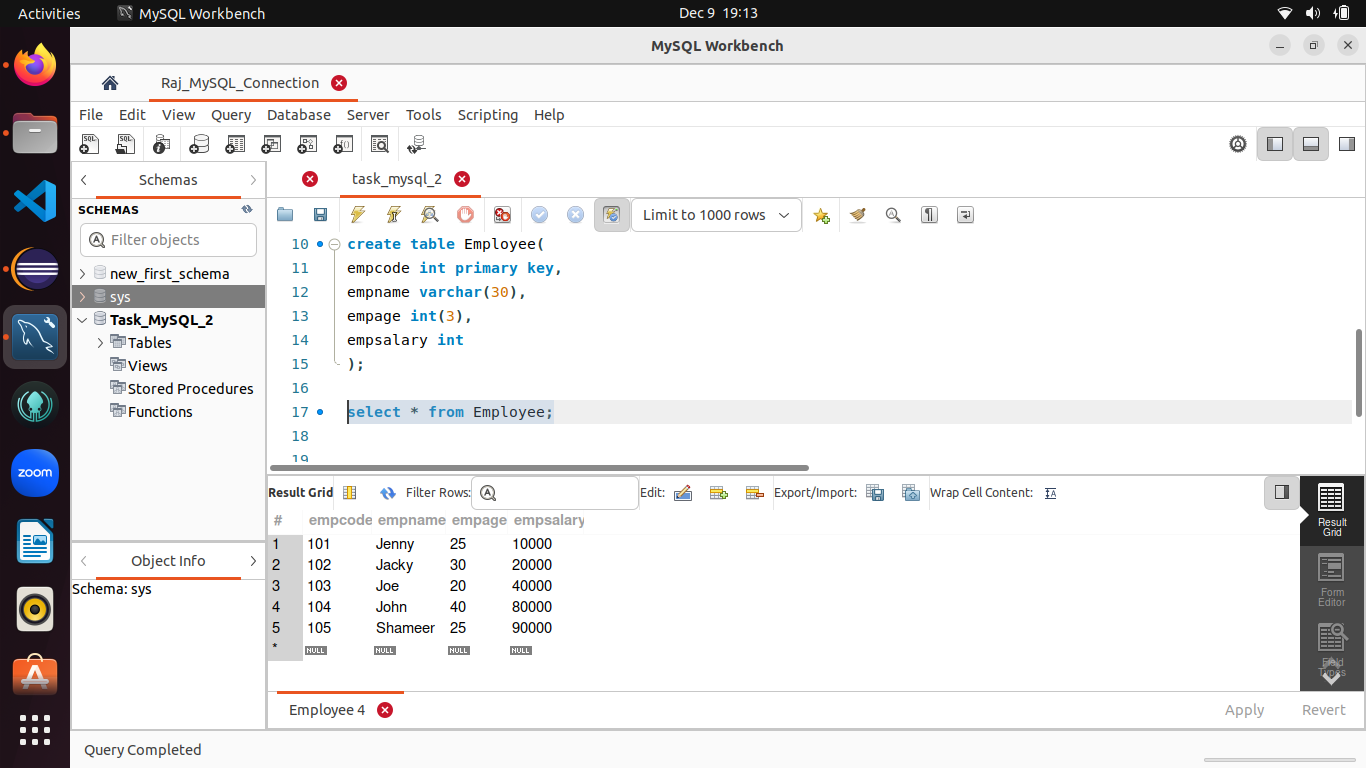 Activities MySQL Workbench Dec 9 19:13
MySQL Workbench
Raj_MySQL_Connection
File Edit View Query Database Server Tools Scripting Help
Schemas
SCHEMAS
Filter objects
new_first_schema
sys
Task_MySQL_2
Tables
Views
Stored Procedures
Functions
Object Info
Schema: sys
task_mysql_2
Limit to 1000 rows
10 create table Employee(
11 empcode int primary key,
12 empname varchar(30),
13 empage int(3),
14 empsalary int
15 );
16
17 select * from Employee;
18
19
Result Grid Filter Rows: Edit: Export/Import: Wrap Cell Content:
# empcode empname empage empsalary
1 101 Jenny 25 10000
2 102 Jacky 30 20000
3 103 Joe 20 40000
4 104 John 40 80000
5 105 Shameer 25 90000
* NULL NULL NULL NULL
Result
Grid
Form
Editor
Field
Types
Employee 4 Apply Revert
Query Completed
zoom
SQL
SQL